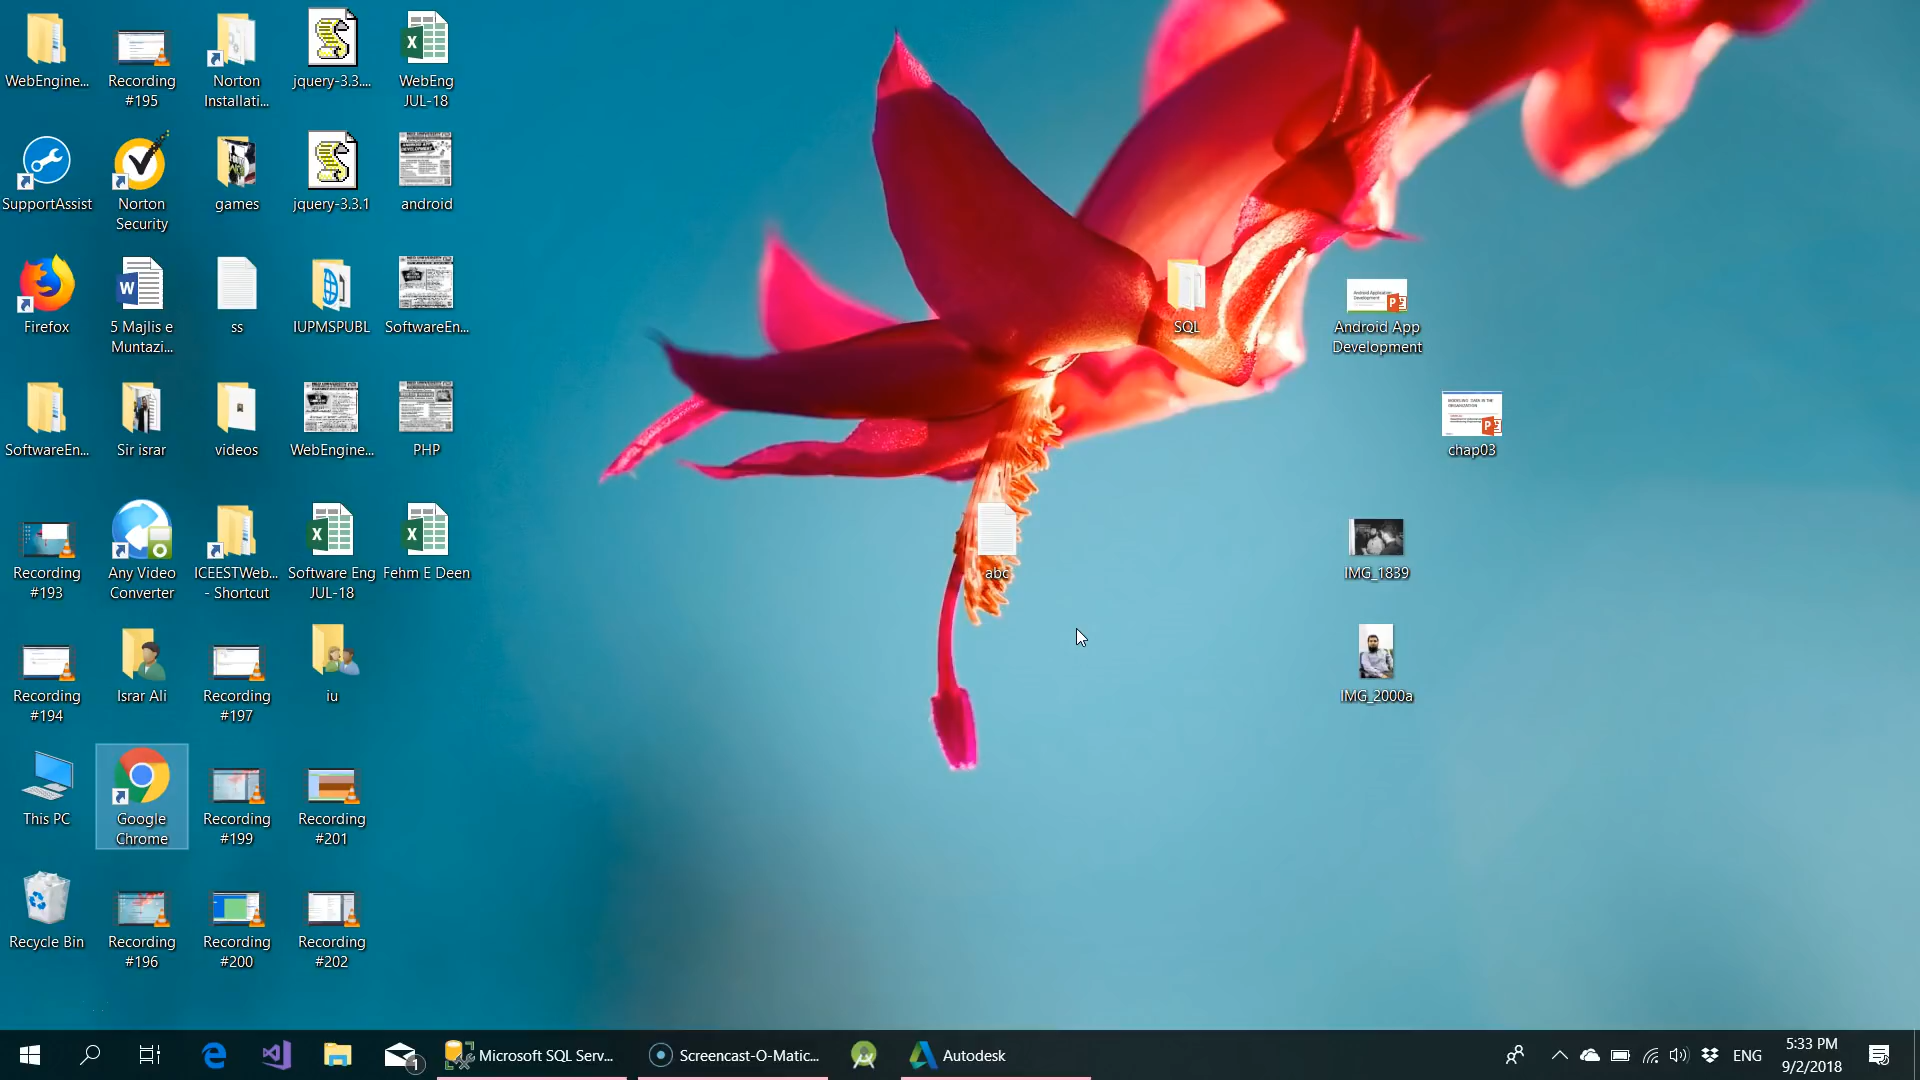 WebEngine...
Recording
#195
Norton
Installati...
jquery-3.3....
WebEng
JUL-18
SupportAssist
Norton
Security
games
jquery-3.3.1
android
Firefox
5 Majlis e
Muntazi...
ss
IUPMSPUBL
SoftwareEn...
SQL
Android App
Development
SoftwareEn...
Sir israr
videos
WebEngine...
PHP
chap03
Recording
#193
Any Video
Converter
ICEESTWeb...
- Shortcut
Software Eng
JUL-18
Fehm E Deen
abc
IMG_1839
Recording
#194
Israr Ali
Recording
#197
iu
IMG_2000a
This PC
Google
Chrome
Recording
#199
Recording
#201
Recycle Bin
Recording
#196
Recording
#200
Recording
#202
1
Microsoft SQL Serv...
Screencast-O-Matic...
Autodesk
ENG
5:33 PM
9/2/2018